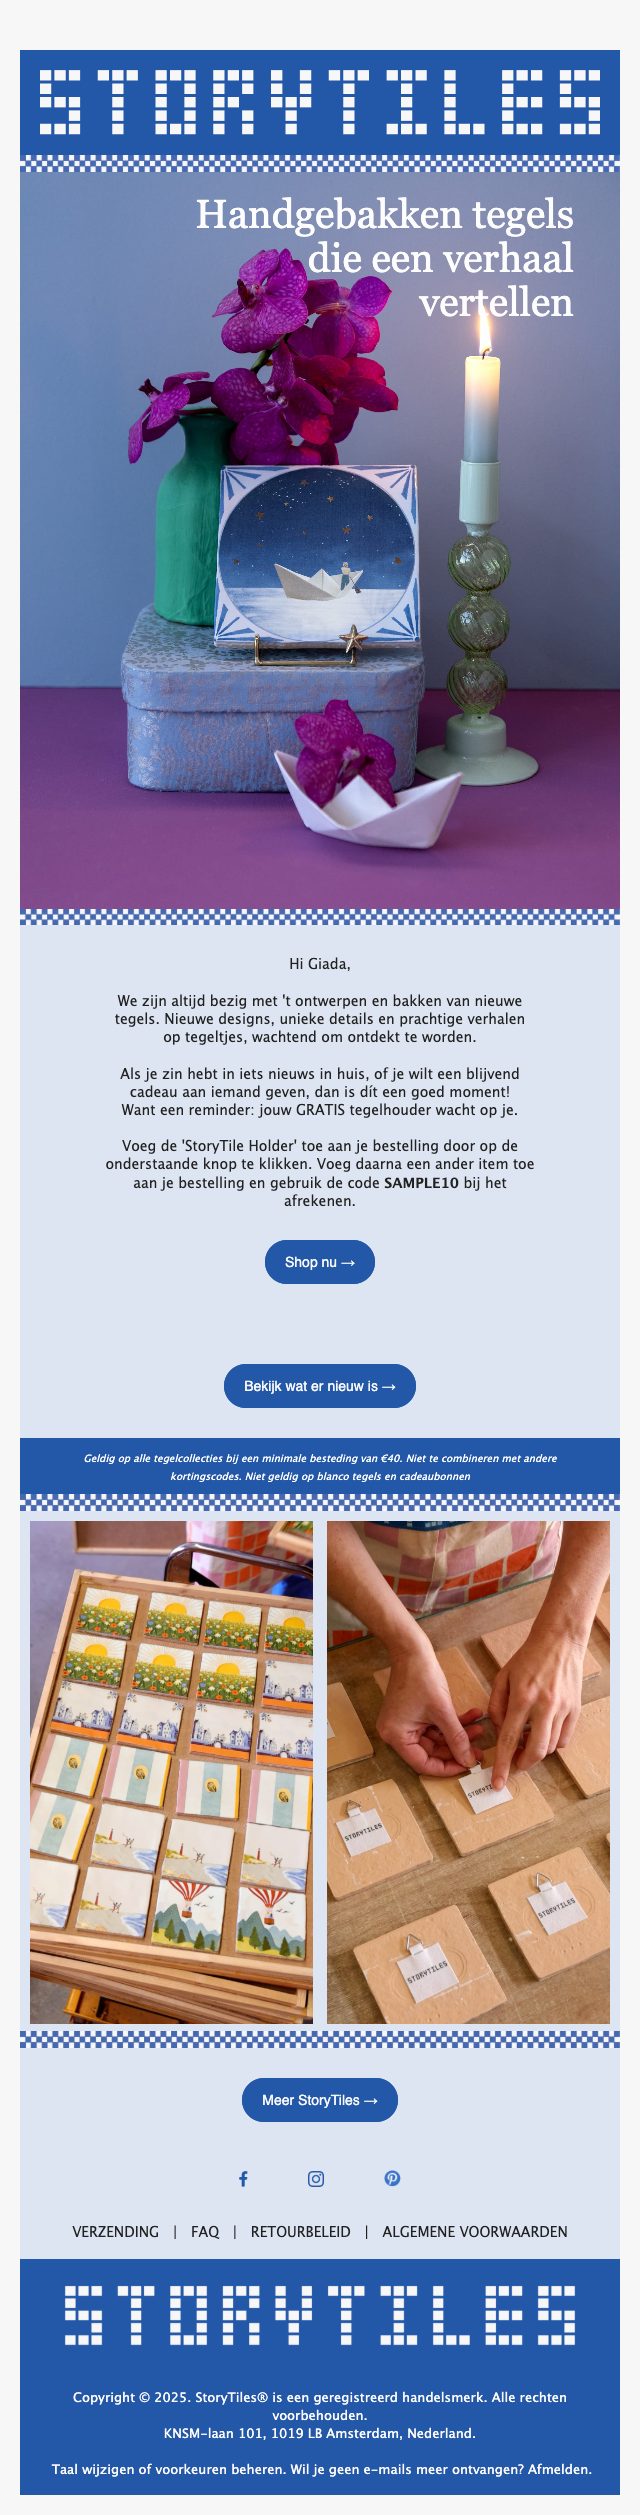 STORYTILES
Handgebakken tegels
die een verhaal
vertellen
Hi Giada,
We zijn altijd bezig met 't ontwerpen en bakken van nieuwe
tegels. Nieuwe designs, unieke details en prachtige verhalen
op tegeltjes, wachtend om ontdekt te worden.
Als je zin hebt in iets nieuws in huis, of je wilt een blijvend
cadeau aan iemand geven, dan is dít een goed moment!
Want een reminder: jouw GRATIS tegelhouder wacht op je.
Voeg de 'StoryTile Holder' toe aan je bestelling door op de
onderstaande knop te klikken. Voeg daarna een ander item toe
aan je bestelling en gebruik de code SAMPLE10 bij het
afrekenen.
Shop nu →
Bekijk wat er nieuw is →
Geldig op alle tegelcollecties bij een minimale besteding van €40. Niet te combineren met andere
kortingscodes. Niet geldig op blanco tegels en cadeaubonnen
STORYTILES
STORYTILES
STORYTILES
STORYTILES
Meer StoryTiles →
VERZENDING | FAQ | RETOURBELEID | ALGEMENE VOORWAARDEN
STORYTILES
Copyright © 2025. StoryTiles® is een geregistreerd handelsmerk. Alle rechten
voorbehouden.
KNSM-laan 101, 1019 LB Amsterdam, Nederland.
Taal wijzigen of voorkeuren beheren. Wil je geen e-mails meer ontvangen? Afmelden.